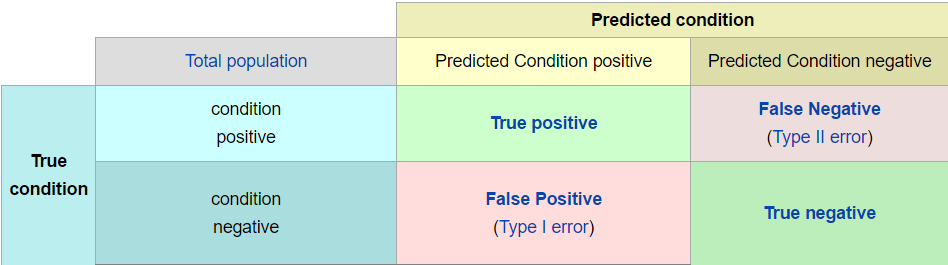 Predicted condition
Total population
Predicted Condition positive
Predicted Condition negative
True
condition
condition
positive
True positive
False Negative
(Type II error)
condition
negative
False Positive
(Type I error)
True negative